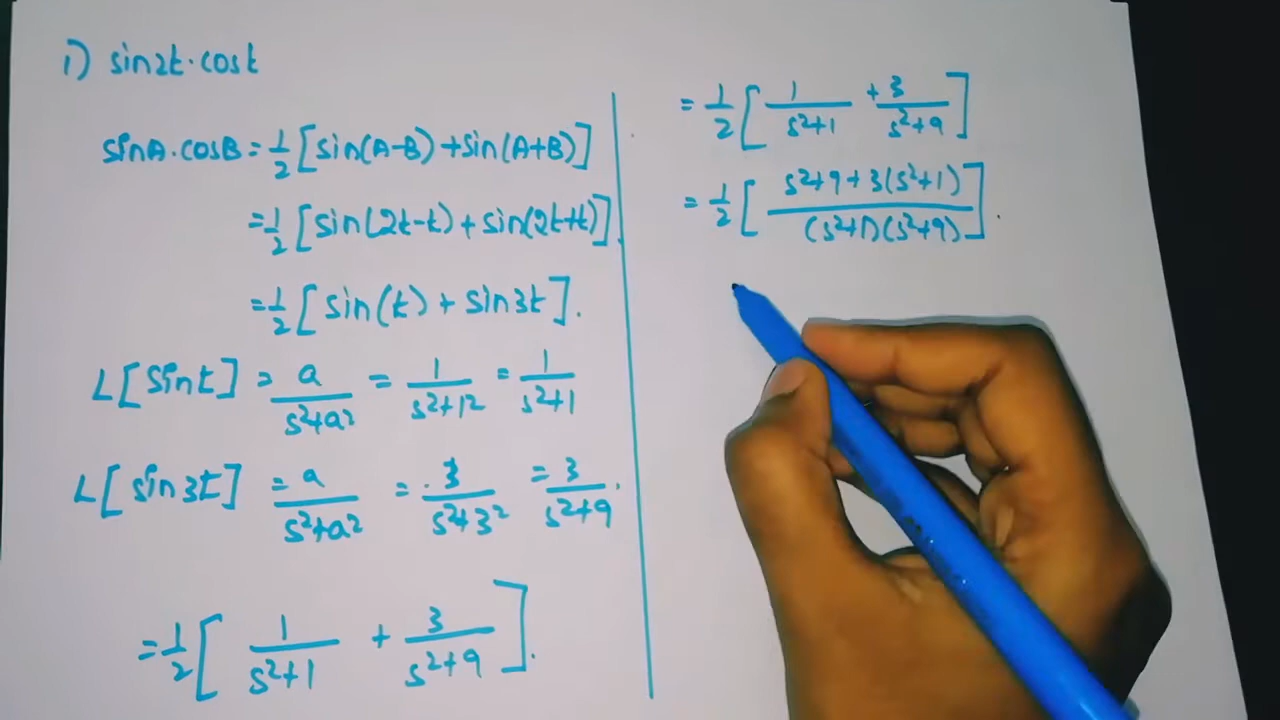 i) sin2t·cost
sinA·cosB = 1/2 [sin(A-B)+sin(A+B)]
= 1/2 [sin(2t-t)+sin(2t+t)].
= 1/2 [sin(t)+sin3t].
L[sint] = a/(s²+a²) = 1/(s²+1²) = 1/(s²+1)
L[sin3t] = a/(s²+a²) = 3/(s²+3²) = 3/(s²+9).
= 1/2 [1/(s²+1) + 3/(s²+9)].
= 1/2 [1/(s²+1) + 3/(s²+9)]
= 1/2 [(s²+9+3(s²+1))/((s²+1)(s²+9))].